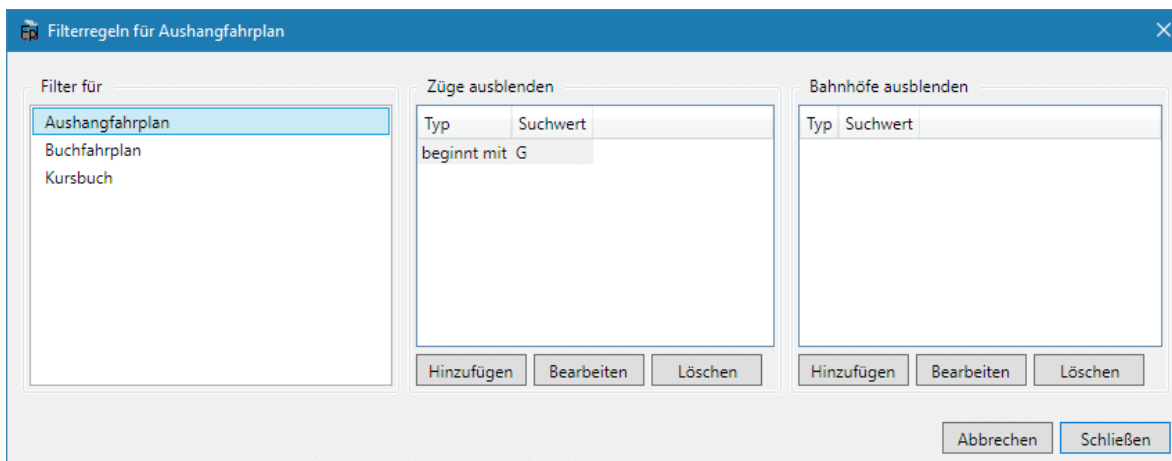 Fpl Filterregeln für Aushangfahrplan
Filter für
Aushangfahrplan
Buchfahrplan
Kursbuch
Züge ausblenden
Typ Suchwert
beginnt mit G
Hinzufügen Bearbeiten Löschen
Bahnhöfe ausblenden
Typ Suchwert
Hinzufügen Bearbeiten Löschen
Abbrechen Schließen